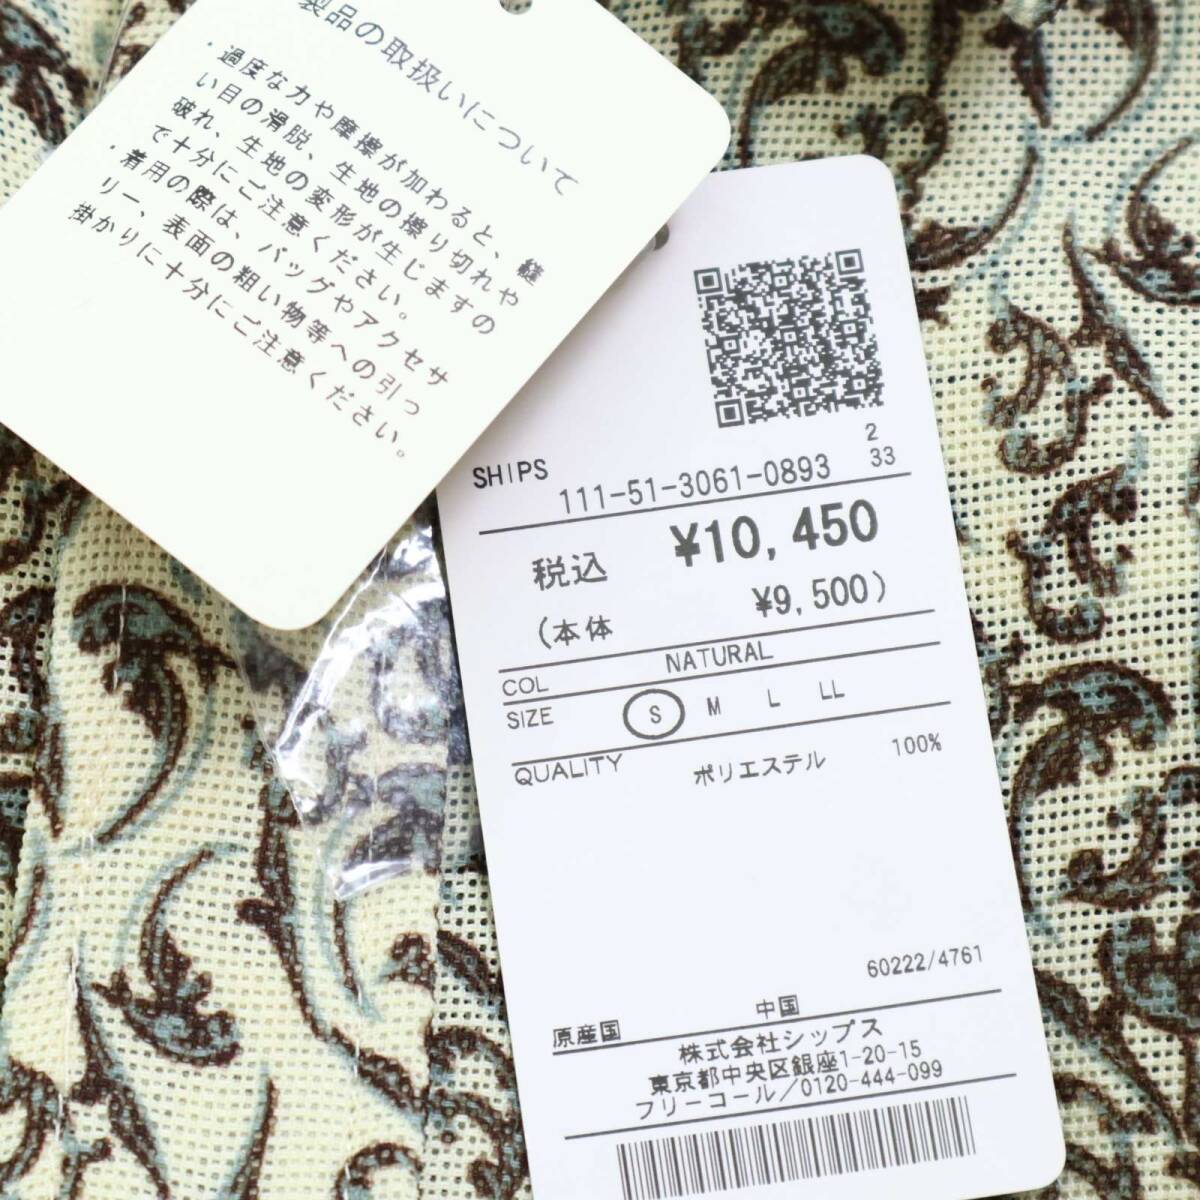 製品の取扱いについて
・過度な力や摩擦が加わると、縫
い目の滑脱、生地の擦り切れや
破れ、生地の変形が生じますの
で十分にご注意ください。
・着用の際は、バッグやアクセサ
リー、表面の粗い物等への引っ
掛かりに十分にご注意ください。
SHIPS
111-51-3061-0893
2
33
税込 ¥10,450
(本体 ¥9,500)
COL NATURAL
SIZE S M L LL
QUALITY ポリエステル 100%
60222/4761
原産国 中国
株式会社シップス
東京都中央区銀座1-20-15
フリーコール/0120-444-099